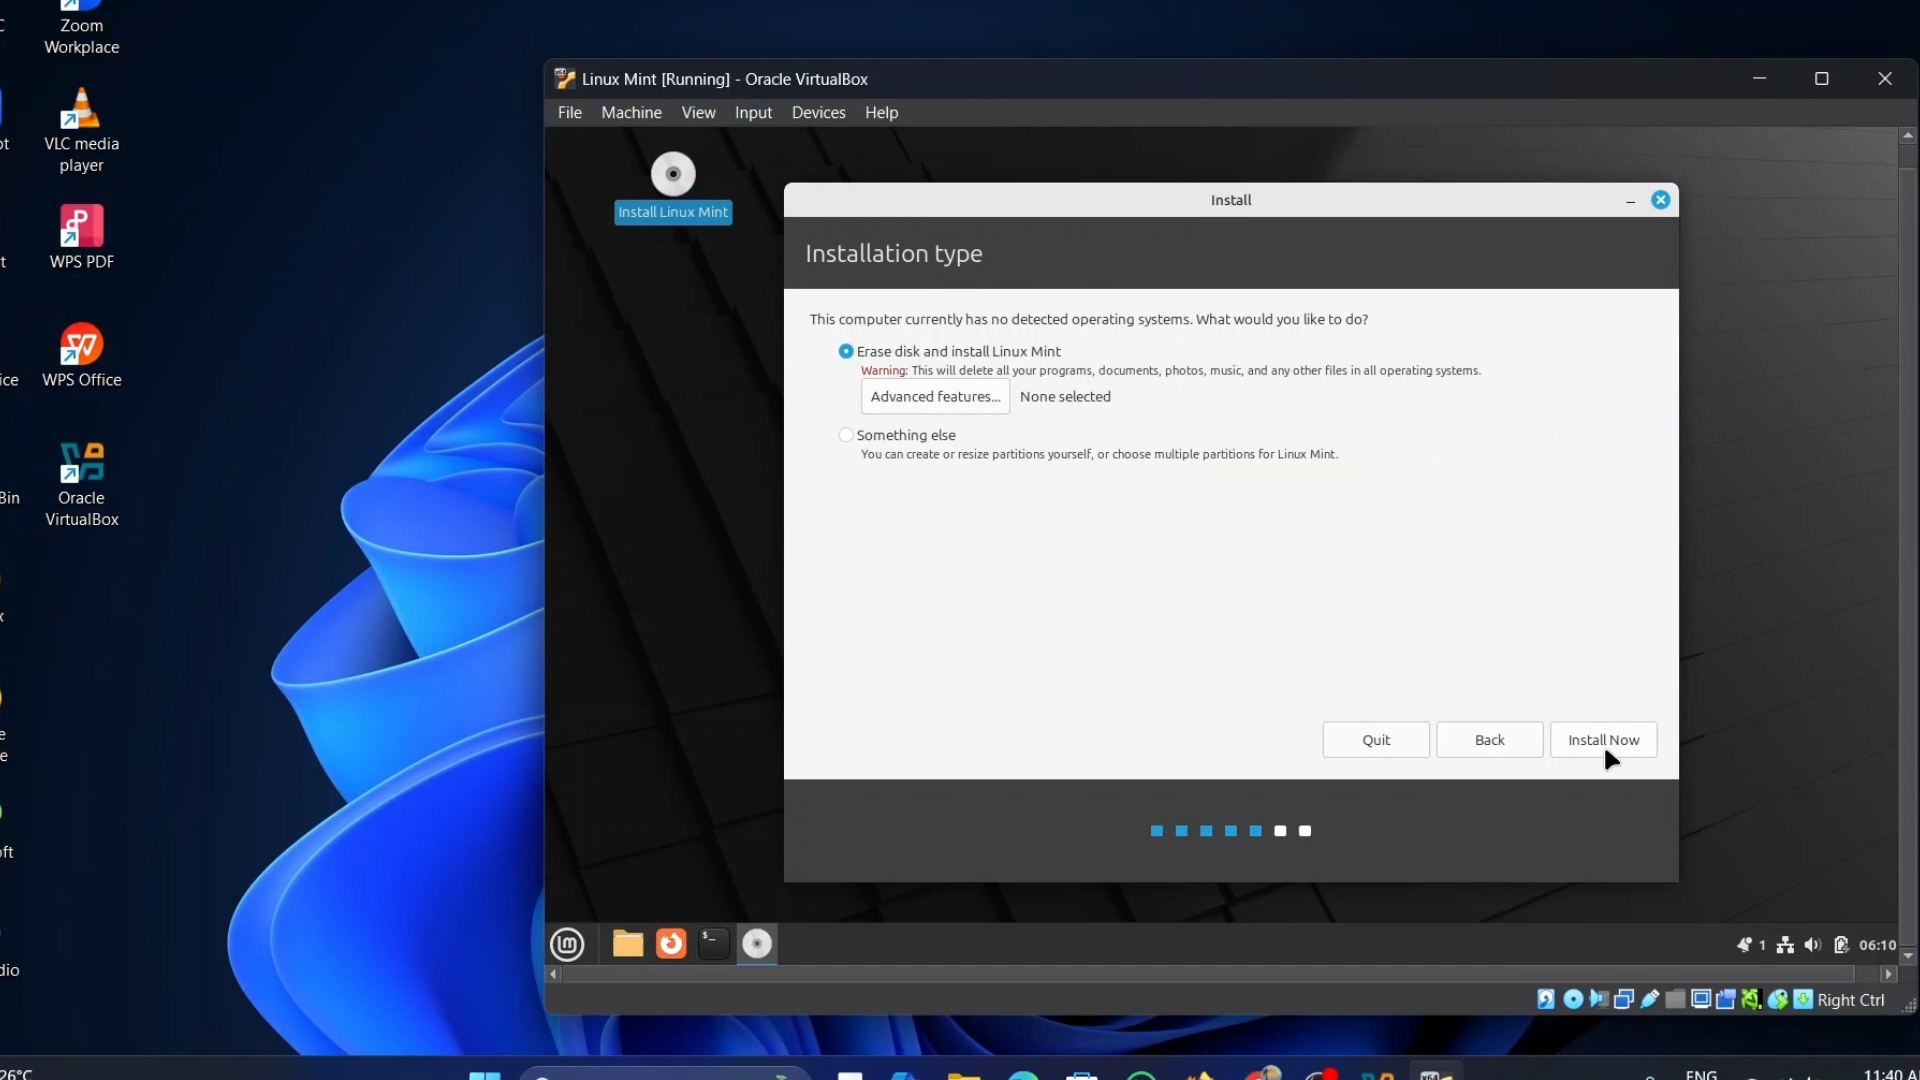 Zoom
Workplace
VLC media
player
WPS PDF
WPS Office
Oracle
VirtualBox
Bin
Linux Mint [Running] - Oracle VirtualBox
File Machine View Input Devices Help
Install Linux Mint
Install
Installation type
This computer currently has no detected operating systems. What would you like to do?
Erase disk and install Linux Mint
Warning: This will delete all your programs, documents, photos, music, and any other files in all operating systems.
Advanced features... None selected
Something else
You can create or resize partitions yourself, or choose multiple partitions for Linux Mint.
Quit Back Install Now
1 06:10
Right Ctrl
26°C
ENG
11:40